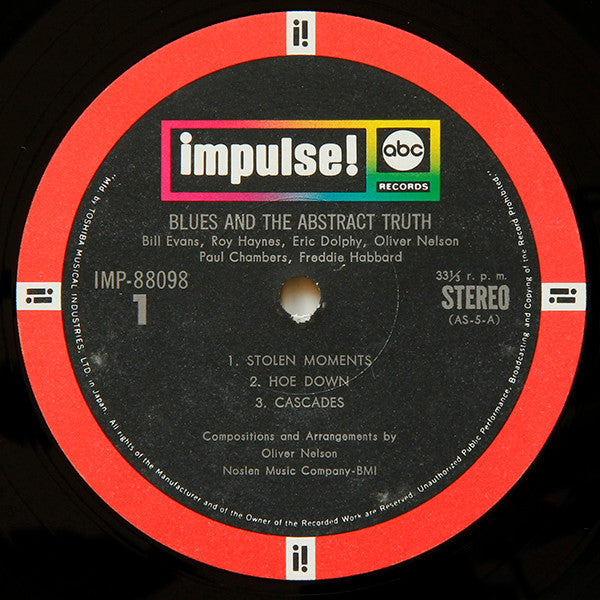 i!
impulse!
abc
RECORDS
BLUES AND THE ABSTRACT TRUTH
Bill Evans, Roy Haynes, Eric Dolphy, Oliver Nelson
Paul Chambers, Freddie Habbard
IMP-88098
1
33⅓ r. p. m.
STEREO
(AS-5-A)
i!
i!
1. STOLEN MOMENTS
2. HOE DOWN
3. CASCADES
Compositions and Arrangements by
Oliver Nelson
Noslen Music Company-BMI
"Mfd by TOSHIBA MUSICAL INDUSTRIES, LTD. in Japan. All rights of the Manufacturer and of the Owner of the Recorded Work are Reserved. Unauthorized Public Performance, Broadcasting and Copying of the Record Prohibited."
i!